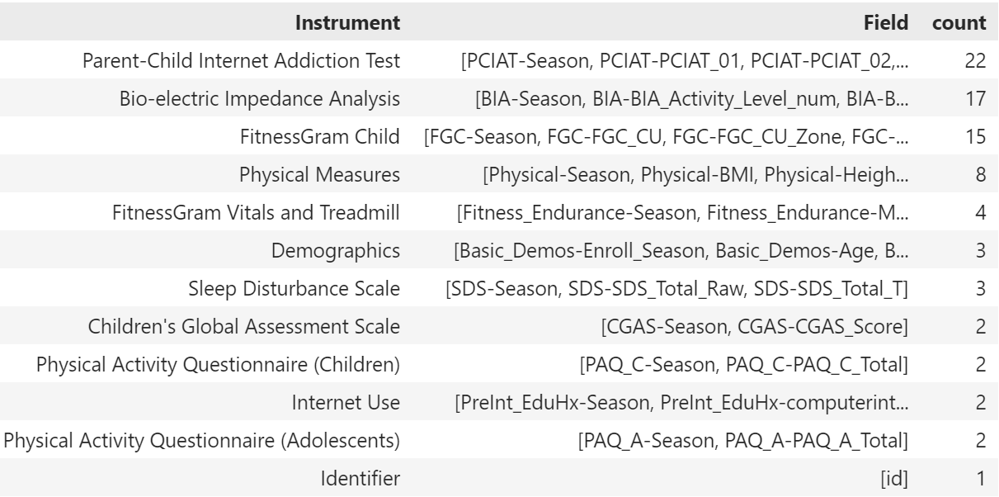 Instrument Field count
Parent-Child Internet Addiction Test [PCIAT-Season, PCIAT-PCIAT_01, PCIAT-PCIAT_02,... 22
Bio-electric Impedance Analysis [BIA-Season, BIA-BIA_Activity_Level_num, BIA-B... 17
FitnessGram Child [FGC-Season, FGC-FGC_CU, FGC-FGC_CU_Zone, FGC-... 15
Physical Measures [Physical-Season, Physical-BMI, Physical-Heigh... 8
FitnessGram Vitals and Treadmill [Fitness_Endurance-Season, Fitness_Endurance-M... 4
Demographics [Basic_Demos-Enroll_Season, Basic_Demos-Age, B... 3
Sleep Disturbance Scale [SDS-Season, SDS-SDS_Total_Raw, SDS-SDS_Total_T] 3
Children's Global Assessment Scale [CGAS-Season, CGAS-CGAS_Score] 2
Physical Activity Questionnaire (Children) [PAQ_C-Season, PAQ_C-PAQ_C_Total] 2
Internet Use [PreInt_EduHx-Season, PreInt_EduHx-computerint... 2
Physical Activity Questionnaire (Adolescents) [PAQ_A-Season, PAQ_A-PAQ_A_Total] 2
Identifier [id] 1